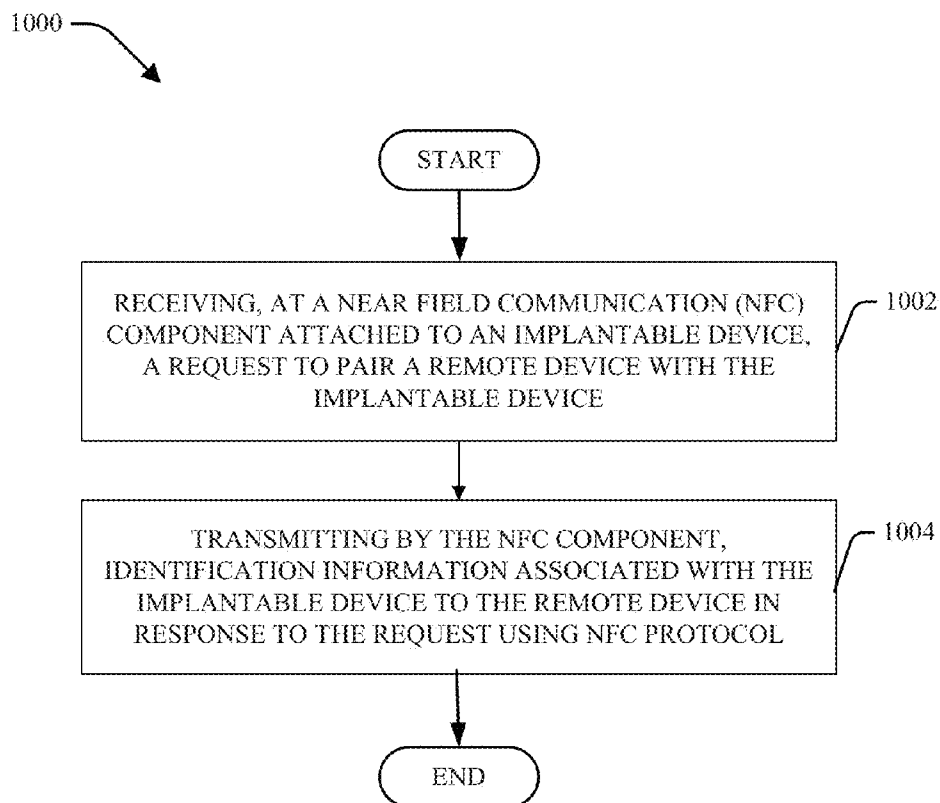 1000
START
RECEIVING, AT A NEAR FIELD COMMUNICATION (NFC)
COMPONENT ATTACHED TO AN IMPLANTABLE DEVICE,
A REQUEST TO PAIR A REMOTE DEVICE WITH THE
IMPLANTABLE DEVICE
1002
TRANSMITTING BY THE NFC COMPONENT,
IDENTIFICATION INFORMATION ASSOCIATED WITH THE
IMPLANTABLE DEVICE TO THE REMOTE DEVICE IN
RESPONSE TO THE REQUEST USING NFC PROTOCOL
1004
END